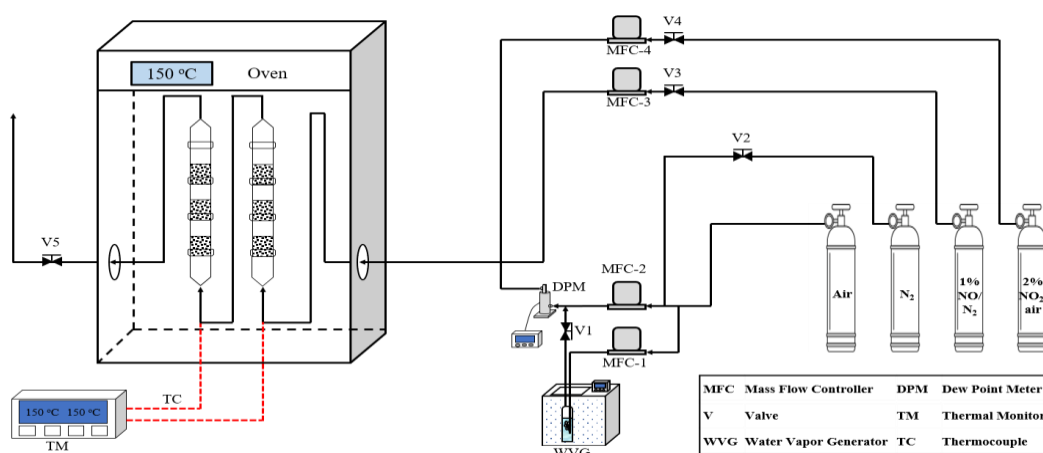 150 °C Oven
V4
MFC-4
V3
MFC-3
V2
V5
MFC-2
DPM
V1
MFC-1
WVG
Air
N₂
1%
NO/
N₂
2%
NO₂
air
150 °C 150 °C
TC
TM
MFC Mass Flow Controller DPM Dew Point Meter
V Valve TM Thermal Monitor
WVG Water Vapor Generator TC Thermocouple